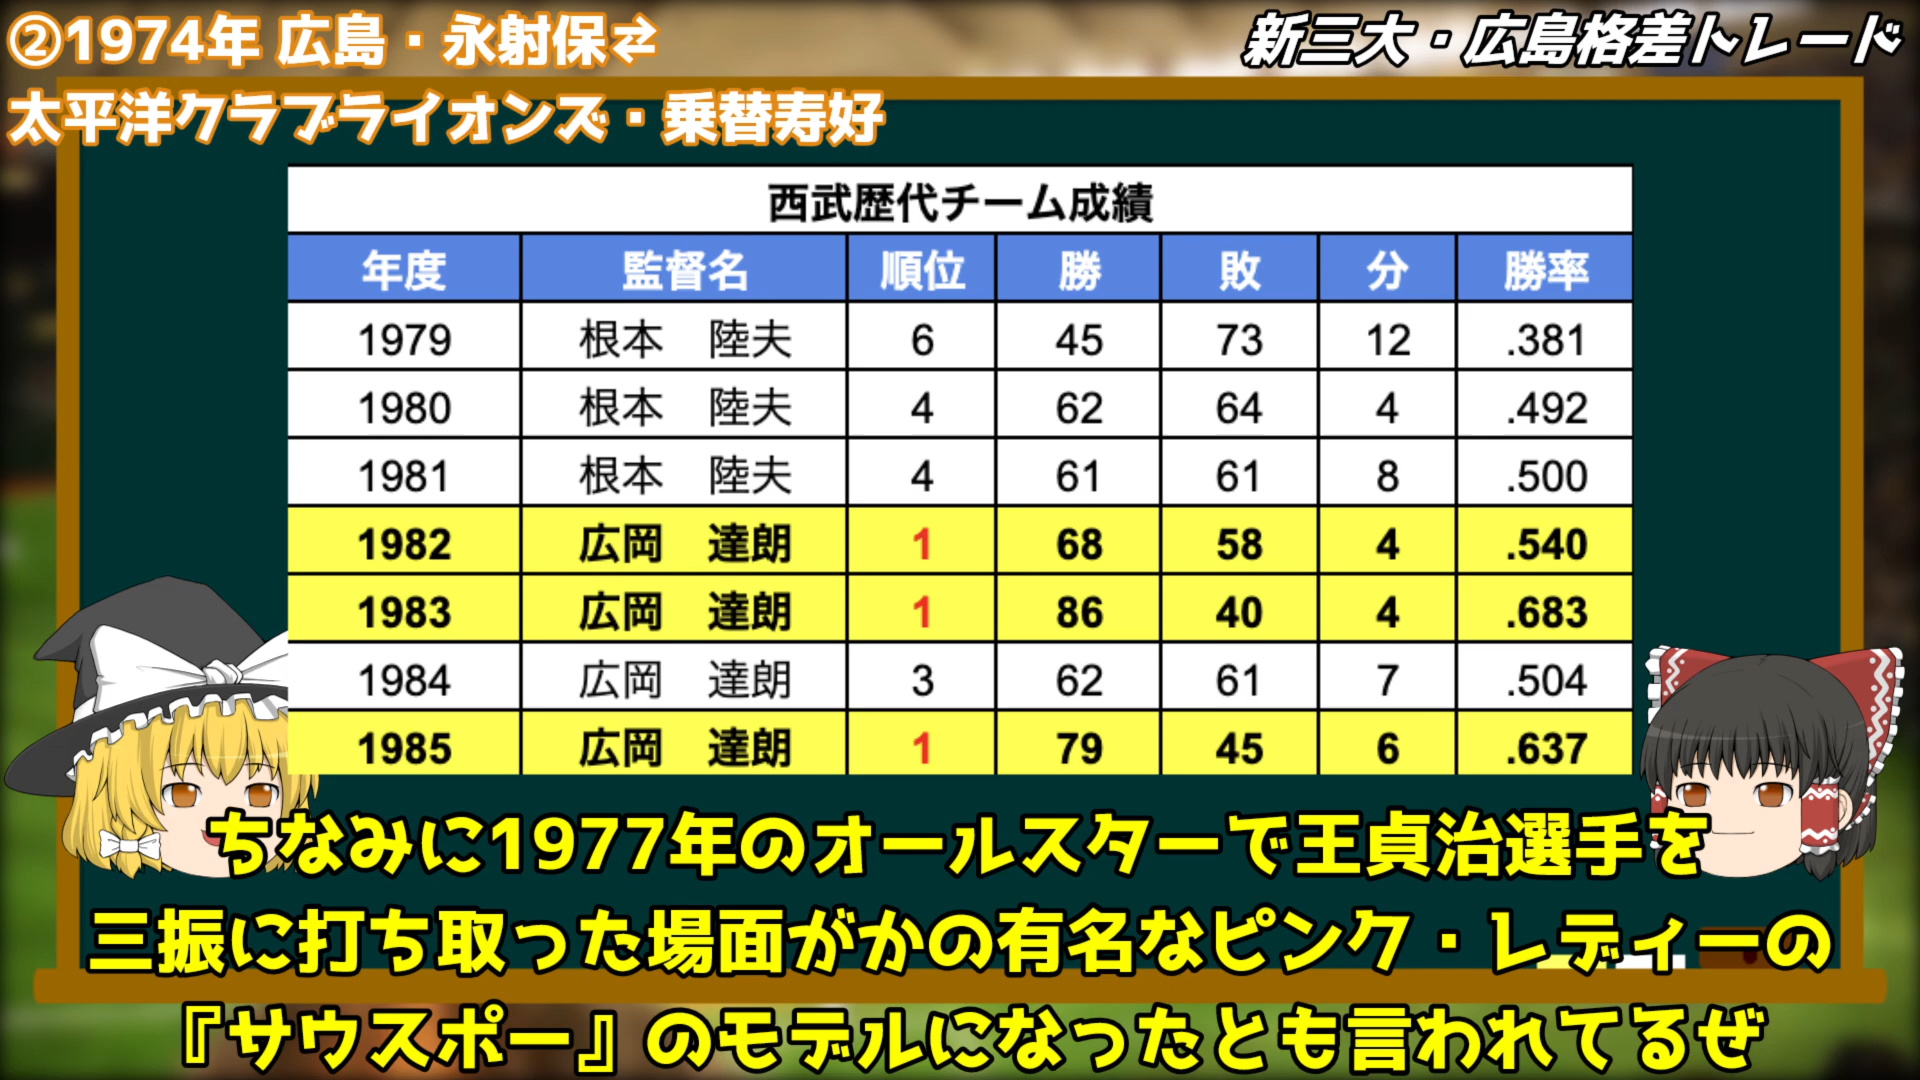 ②1974年 広島・永射保⇄
太平洋クラブライオンズ・乗替寿好
新三大・広島格差トレード
西武歴代チーム成績
年度 監督名 順位 勝 敗 分 勝率
1979 根本　陸夫 6 45 73 12 .381
1980 根本　陸夫 4 62 64 4 .492
1981 根本　陸夫 4 61 61 8 .500
1982 広岡　達朗 1 68 58 4 .540
1983 広岡　達朗 1 86 40 4 .683
1984 広岡　達朗 3 62 61 7 .504
1985 広岡　達朗 1 79 45 6 .637
ちなみに1977年のオールスターで王貞治選手を
三振に打ち取った場面がかの有名なピンク・レディーの
『サウスポー』のモデルになったとも言われてるぜ